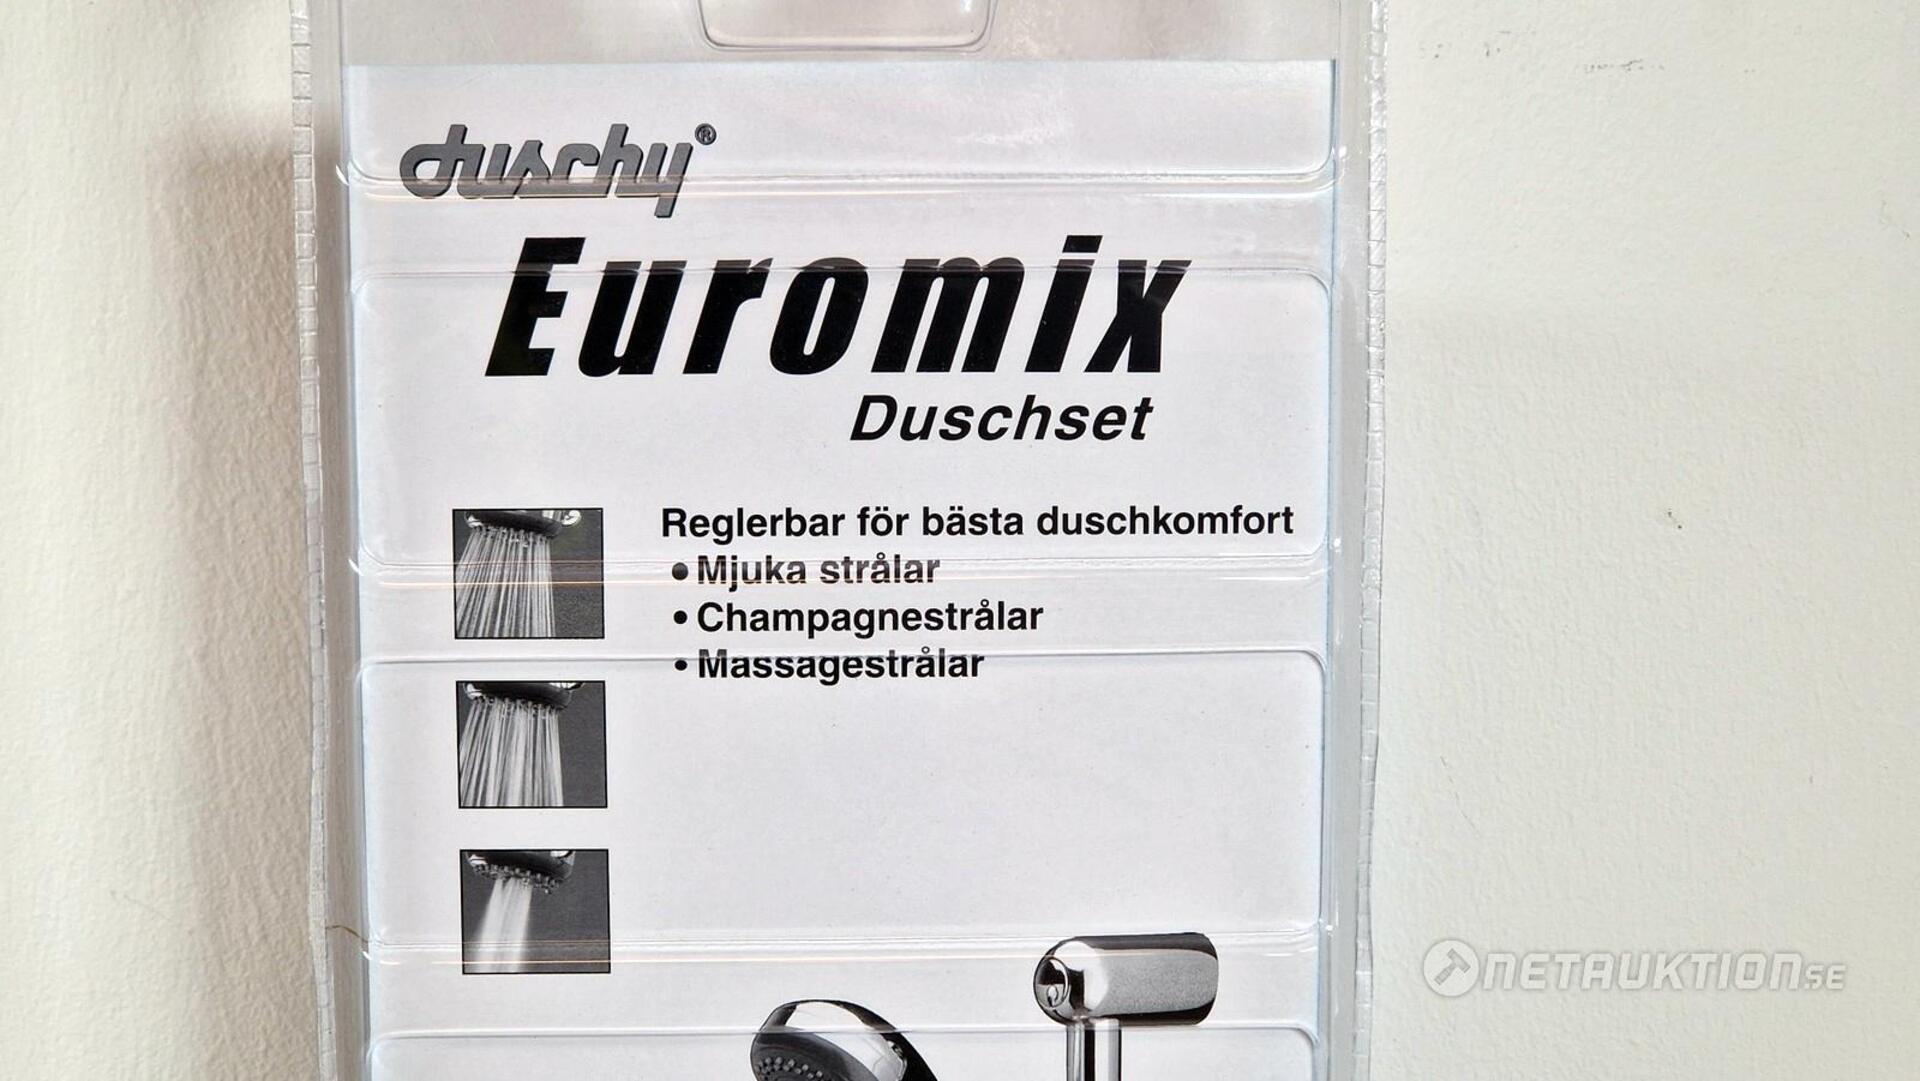 duschy®
Euromix
Duschset
Reglerbar för bästa duschkomfort
• Mjuka strålar
• Champagnestrålar
• Massagestrålar
NETAUKTION.SE